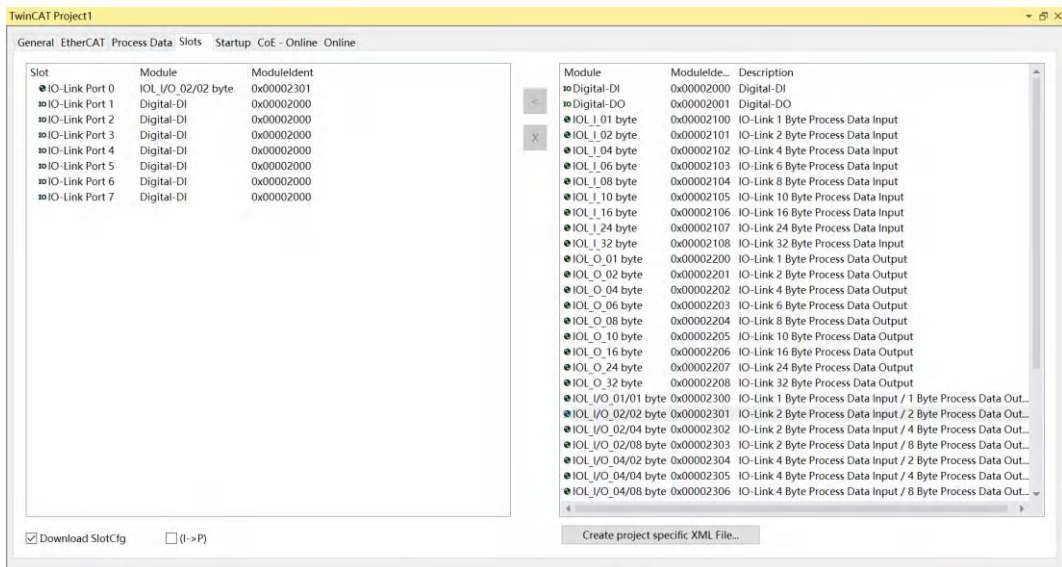 TwinCAT Project1
General EtherCAT Process Data Slots Startup CoE - Online Online
Slot Module ModuleIdent
IO-Link Port 0 IOL_I/O_02/02 byte 0x00002301
IO-Link Port 1 Digital-DI 0x00002000
IO-Link Port 2 Digital-DI 0x00002000
IO-Link Port 3 Digital-DI 0x00002000
IO-Link Port 4 Digital-DI 0x00002000
IO-Link Port 5 Digital-DI 0x00002000
IO-Link Port 6 Digital-DI 0x00002000
IO-Link Port 7 Digital-DI 0x00002000
<
X
Module ModuleIde... Description
Digital-DI 0x00002000 Digital-DI
Digital-DO 0x00002001 Digital-DO
IOL_I_01 byte 0x00002100 IO-Link 1 Byte Process Data Input
IOL_I_02 byte 0x00002101 IO-Link 2 Byte Process Data Input
IOL_I_04 byte 0x00002102 IO-Link 4 Byte Process Data Input
IOL_I_06 byte 0x00002103 IO-Link 6 Byte Process Data Input
IOL_I_08 byte 0x00002104 IO-Link 8 Byte Process Data Input
IOL_I_10 byte 0x00002105 IO-Link 10 Byte Process Data Input
IOL_I_16 byte 0x00002106 IO-Link 16 Byte Process Data Input
IOL_I_24 byte 0x00002107 IO-Link 24 Byte Process Data Input
IOL_I_32 byte 0x00002108 IO-Link 32 Byte Process Data Input
IOL_O_01 byte 0x00002200 IO-Link 1 Byte Process Data Output
IOL_O_02 byte 0x00002201 IO-Link 2 Byte Process Data Output
IOL_O_04 byte 0x00002202 IO-Link 4 Byte Process Data Output
IOL_O_06 byte 0x00002203 IO-Link 6 Byte Process Data Output
IOL_O_08 byte 0x00002204 IO-Link 8 Byte Process Data Output
IOL_O_10 byte 0x00002205 IO-Link 10 Byte Process Data Output
IOL_O_16 byte 0x00002206 IO-Link 16 Byte Process Data Output
IOL_O_24 byte 0x00002207 IO-Link 24 Byte Process Data Output
IOL_O_32 byte 0x00002208 IO-Link 32 Byte Process Data Output
IOL_I/O_01/01 byte 0x00002300 IO-Link 1 Byte Process Data Input / 1 Byte Process Data Out...
IOL_I/O_02/02 byte 0x00002301 IO-Link 2 Byte Process Data Input / 2 Byte Process Data Out...
IOL_I/O_02/04 byte 0x00002302 IO-Link 2 Byte Process Data Input / 4 Byte Process Data Out...
IOL_I/O_02/08 byte 0x00002303 IO-Link 2 Byte Process Data Input / 8 Byte Process Data Out...
IOL_I/O_04/02 byte 0x00002304 IO-Link 4 Byte Process Data Input / 2 Byte Process Data Out...
IOL_I/O_04/04 byte 0x00002305 IO-Link 4 Byte Process Data Input / 4 Byte Process Data Out...
IOL_I/O_04/08 byte 0x00002306 IO-Link 4 Byte Process Data Input / 8 Byte Process Data Out...
Download SlotCfg (I->P)
Create project specific XML File...